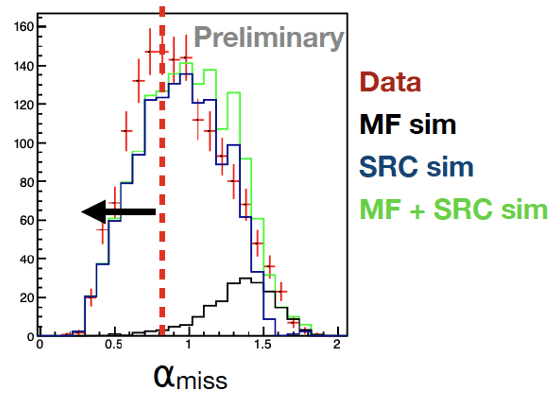 Preliminary
160
140
120
100
80
60
40
20
0
0 0.5 1 1.5 2
αmiss
Data
MF sim
SRC sim
MF + SRC sim